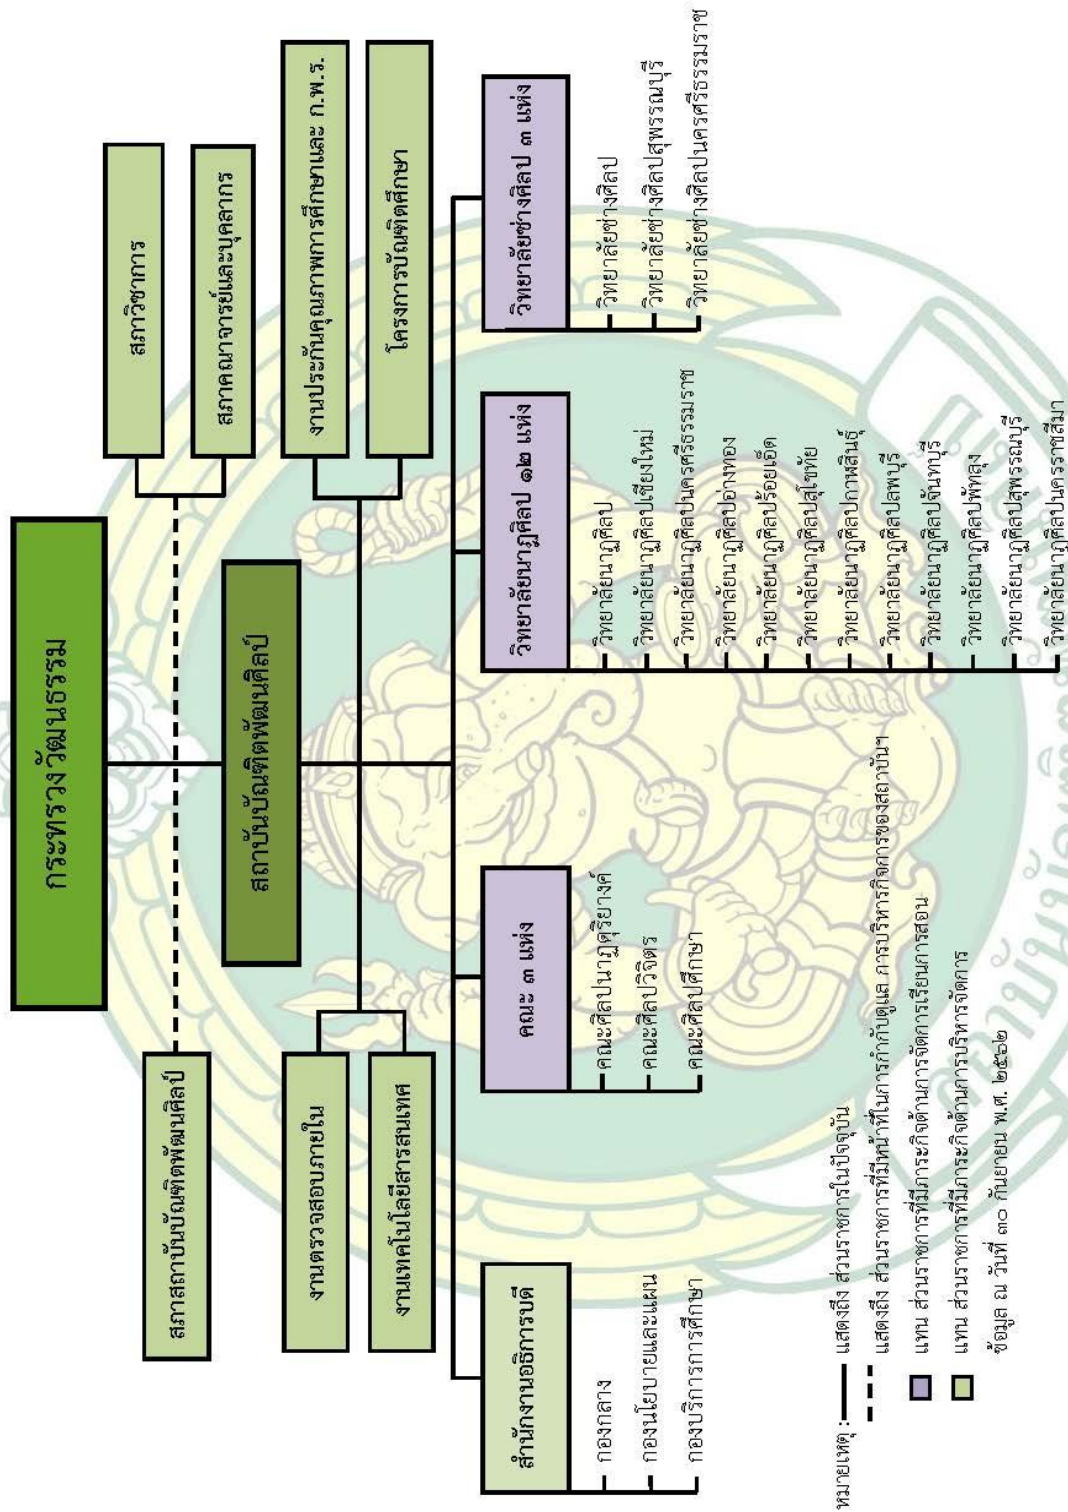 กระทรวงวัฒนธรรม
สภาสถาบันบัณฑิตพัฒนศิลป์
สภาวิชาการ
สภาคณาจารย์และบุคลากร
สถาบันบัณฑิตพัฒนศิลป์
งานตรวจสอบภายใน
งานเทคโนโลยีสารสนเทศ
งานประกันคุณภาพการศึกษาและ ก.พ.ร.
โครงการบัณฑิตศึกษา
สำนักงานอธิการบดี
กองกลาง
กองนโยบายและแผน
กองบริการการศึกษา
คณะ ๓ แห่ง
คณะศิลปนาฏดุริยางค์
คณะศิลปวิจิตร
คณะศิลปศึกษา
วิทยาลัยนาฏศิลป ๑๒ แห่ง
วิทยาลัยนาฏศิลป
วิทยาลัยนาฏศิลปเชียงใหม่
วิทยาลัยนาฏศิลปนครศรีธรรมราช
วิทยาลัยนาฏศิลปอ่างทอง
วิทยาลัยนาฏศิลปร้อยเอ็ด
วิทยาลัยนาฏศิลปสุโขทัย
วิทยาลัยนาฏศิลปกาฬสินธุ์
วิทยาลัยนาฏศิลปลพบุรี
วิทยาลัยนาฏศิลปจันทบุรี
วิทยาลัยนาฏศิลปพัทลุง
วิทยาลัยนาฏศิลปสุพรรณบุรี
วิทยาลัยนาฏศิลปนครราชสีมา
วิทยาลัยช่างศิลป ๓ แห่ง
วิทยาลัยช่างศิลป
วิทยาลัยช่างศิลปสุพรรณบุรี
วิทยาลัยช่างศิลปนครศรีธรรมราช
หมายเหตุ : แสดงถึง ส่วนราชการในปัจจุบัน
แสดงถึง ส่วนราชการที่มีหน้าที่ในการกำกับดูแล การบริหารกิจการของสถาบันฯ
แทน ส่วนราชการที่มีภาระกิจด้านการจัดการเรียนการสอน
แทน ส่วนราชการที่มีภาระกิจด้านการบริหารจัดการ
ข้อมูล ณ วันที่ ๓๐ กันยายน พ.ศ. ๒๕๖๒